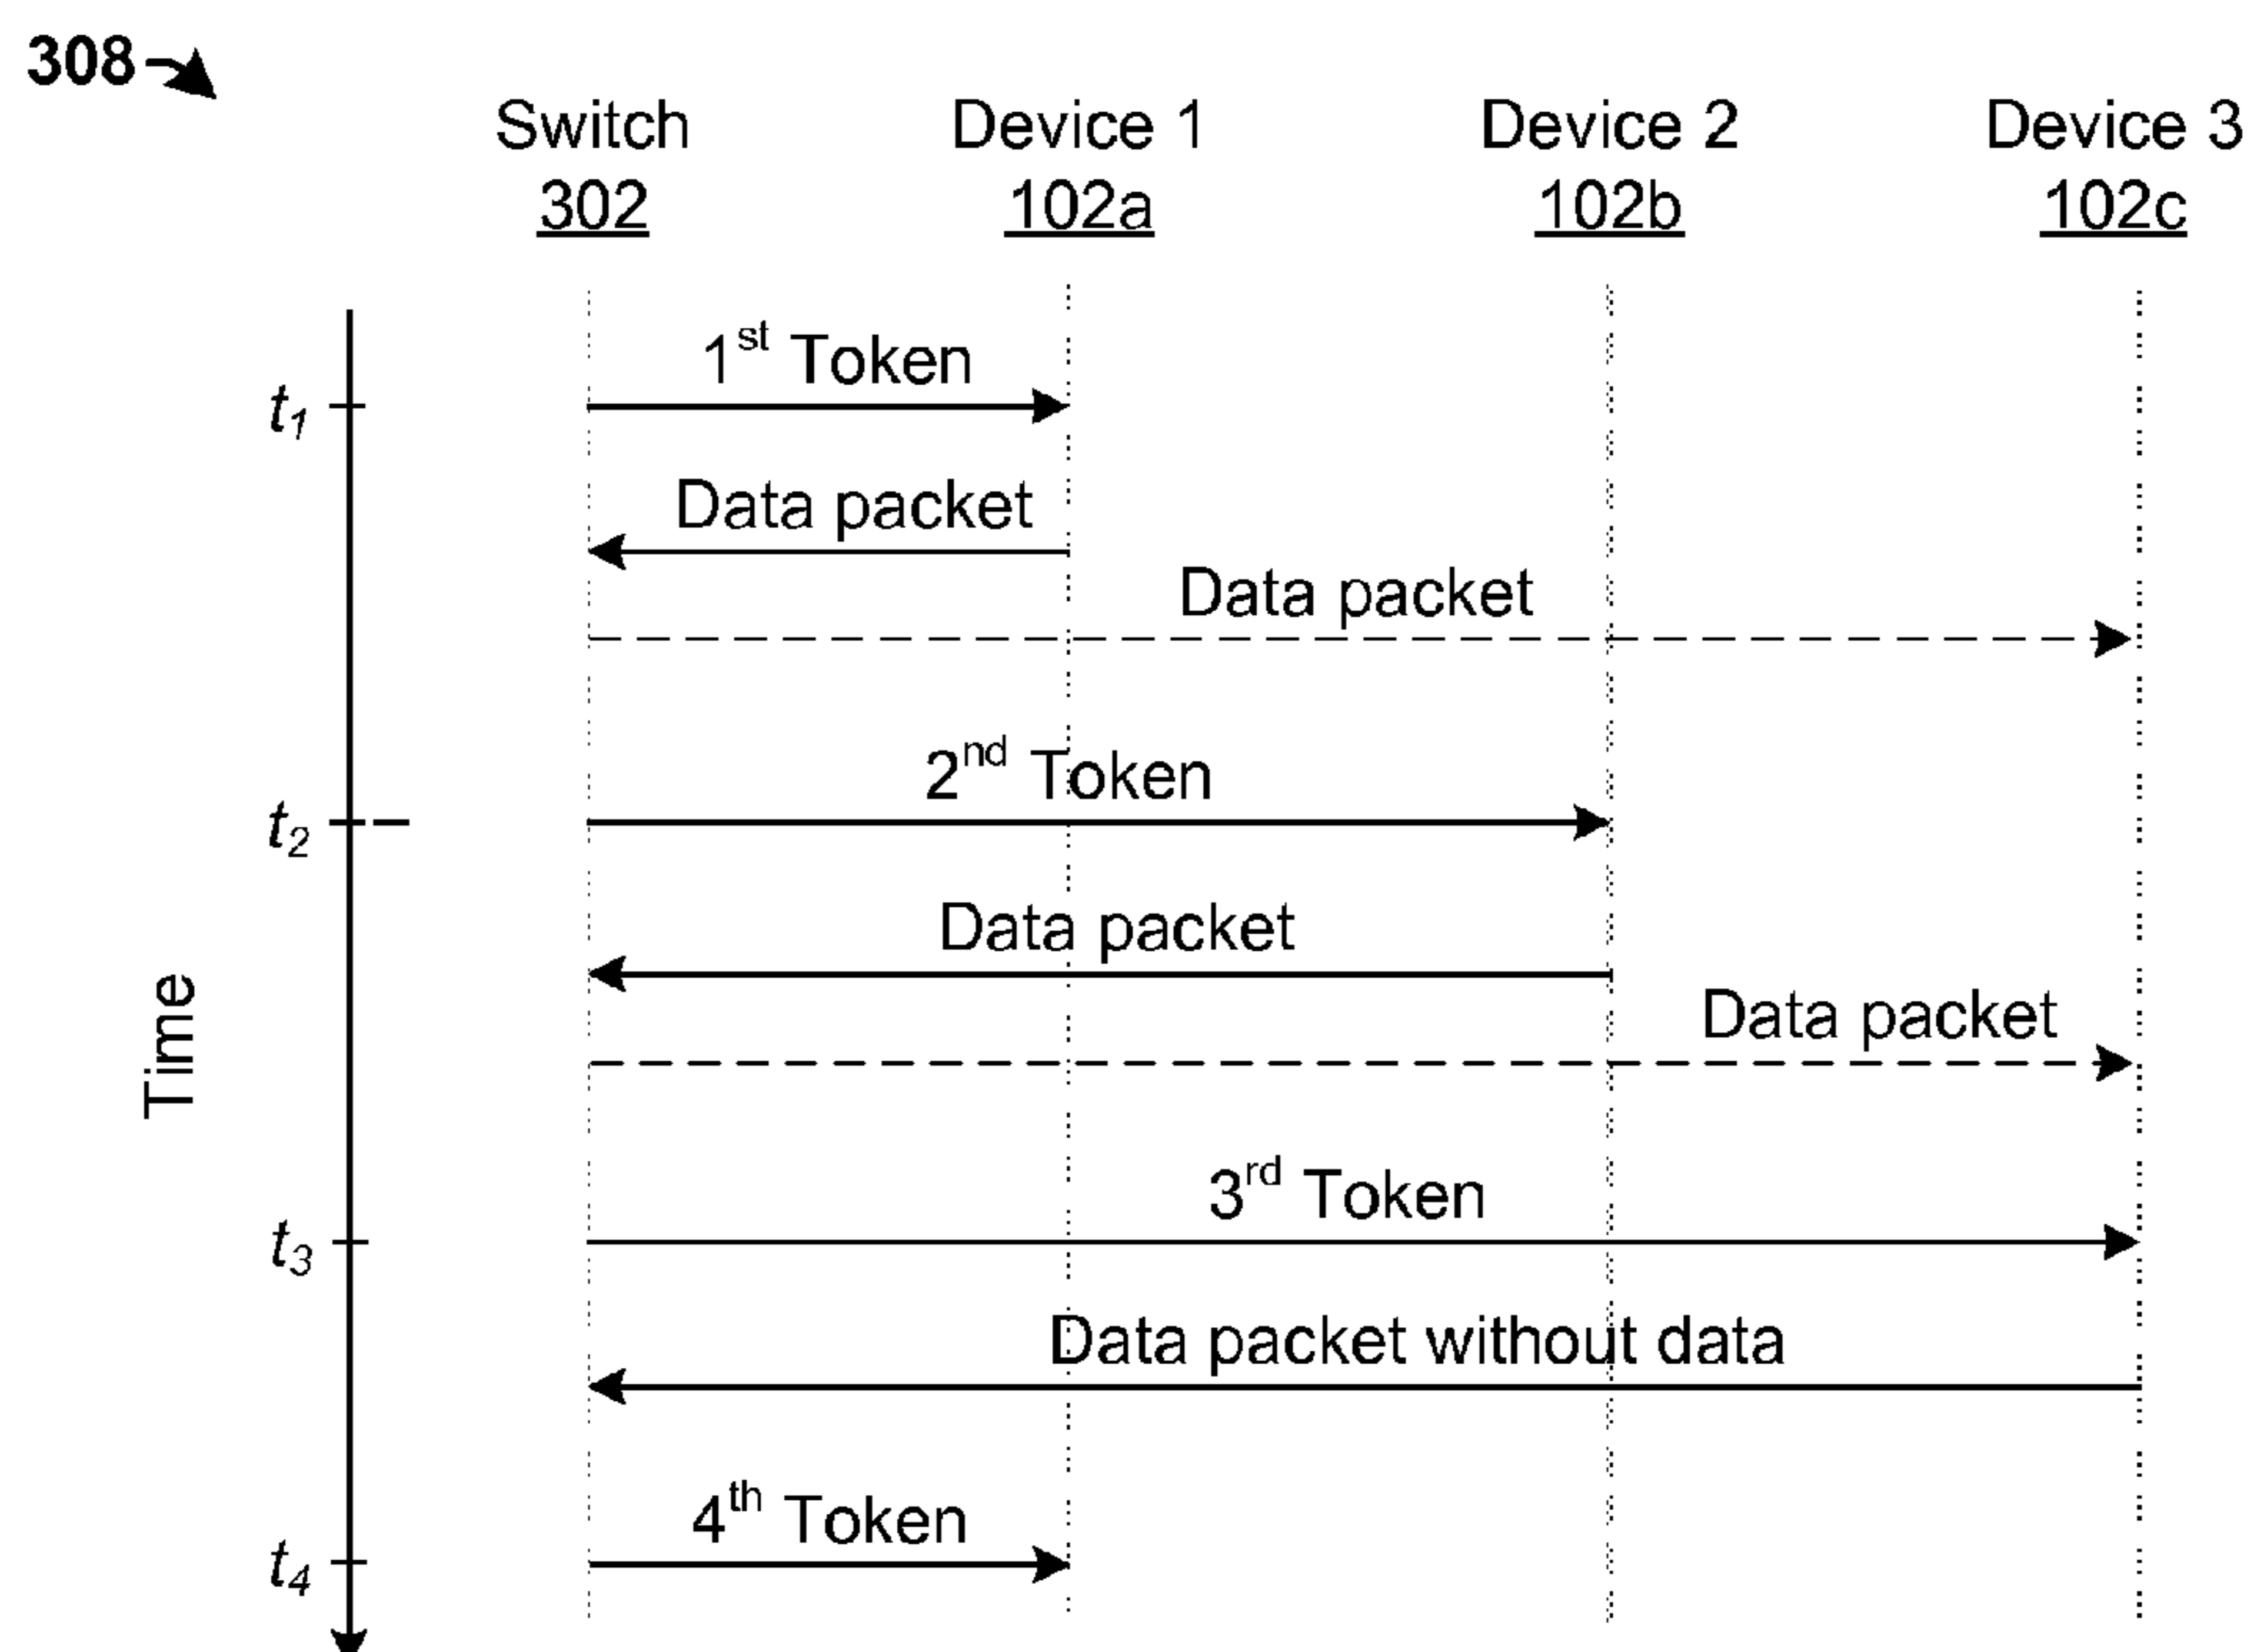 308
Switch Device 1 Device 2 Device 3
302 102a 102b 102c
1st Token
t1
Data packet
Data packet
2nd Token
t2
Data packet
Data packet
Time
3rd Token
t3
Data packet without data
4th Token
t4